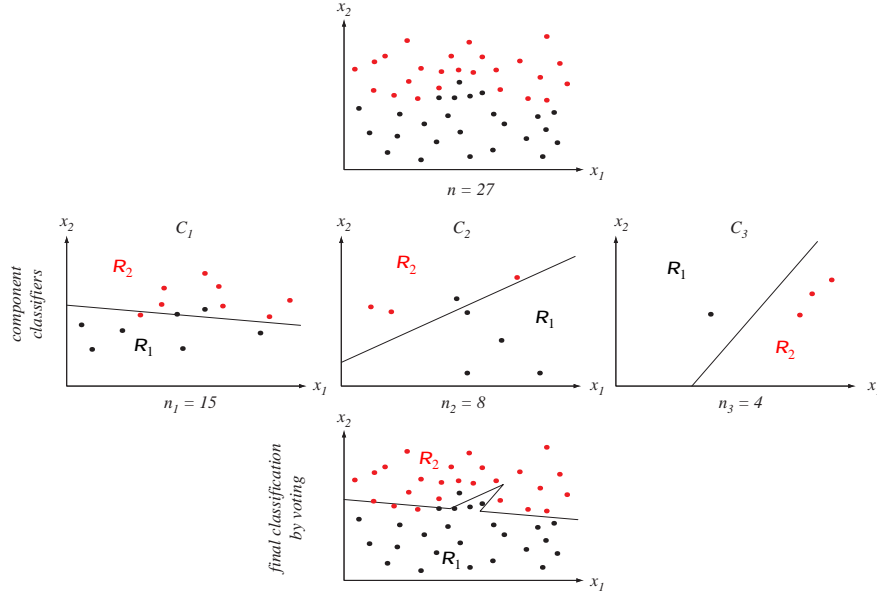 x2
x1
n = 27
component
classifiers
x2
C1
R2
R1
x1
n1 = 15
x2
C2
R2
R1
x1
n2 = 8
x2
C3
R1
R2
x
n3 = 4
final classification
by voting
x2
R2
R1
x1